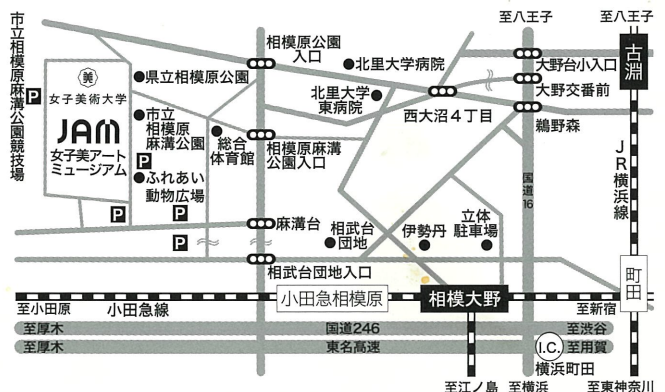 至八王子
至八王子
市立相模原麻溝公園競技場
P
美
女子美術大学
JAM
女子美アート
ミュージアム
県立相模原公園
市立
相模原
麻溝公園
P
総合
体育館
ふれあい
動物広場
P
P
P
相模原公園
入口
北里大学病院
北里大学
東病院
相模原麻溝
公園入口
西大沼4丁目
大野台小入口
大野交番前
鵜野森
古淵
JR横浜線
国道16
麻溝台
相武台
団地
伊勢丹
立体
駐車場
相武台団地入口
町田
小田急相模原
相模大野
至小田原
小田急線
至新宿
至厚木
国道246
至渋谷
至厚木
東名高速
I.C.
至用賀
横浜町田
至江ノ島
至横浜
至東神奈川